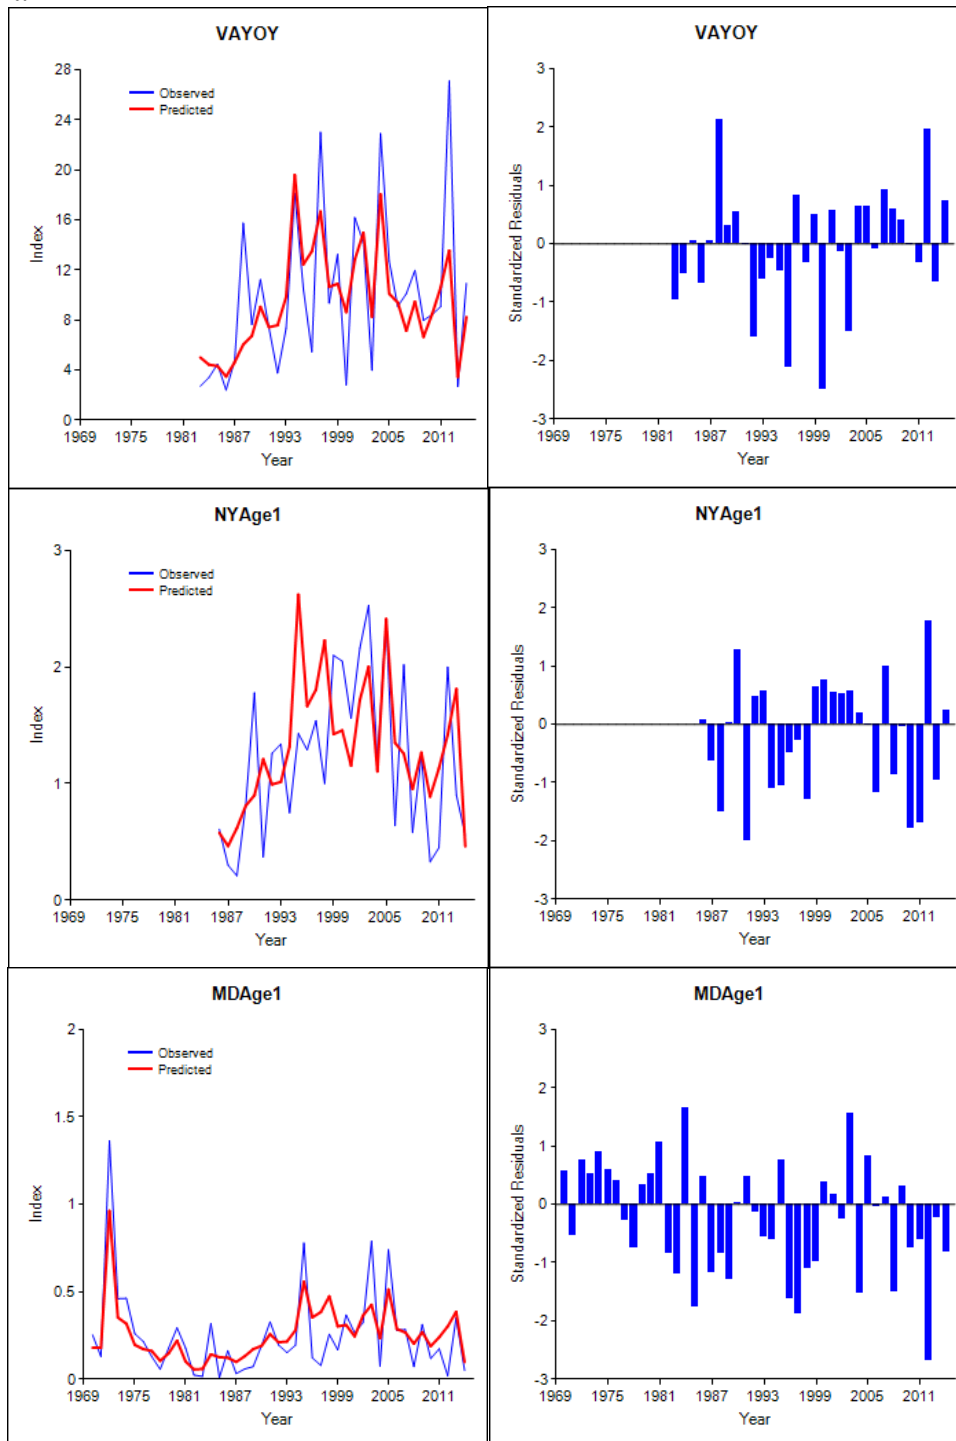 VAYOY
28
24
20
16
12
8
4
0
Index
Observed
Predicted
1969 1975 1981 1987 1993 1999 2005 2011
Year
VAYOY
3
2
1
0
-1
-2
-3
Standardized Residuals
1969 1975 1981 1987 1993 1999 2005 2011
Year
NYAge1
3
2
1
0
Index
Observed
Predicted
1969 1975 1981 1987 1993 1999 2005 2011
Year
NYAge1
3
2
1
0
-1
-2
-3
Standardized Residuals
1969 1975 1981 1987 1993 1999 2005 2011
Year
MDAge1
2
1.5
1
0.5
0
Index
Observed
Predicted
1969 1975 1981 1987 1993 1999 2005 2011
Year
MDAge1
3
2
1
0
-1
-2
-3
Standardized Residuals
1969 1975 1981 1987 1993 1999 2005 2011
Year